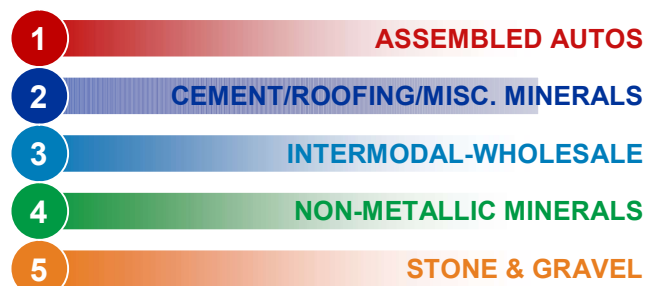 1 ASSEMBLED AUTOS
2 CEMENT/ROOFING/MISC. MINERALS
3 INTERMODAL-WHOLESALE
4 NON-METALLIC MINERALS
5 STONE & GRAVEL